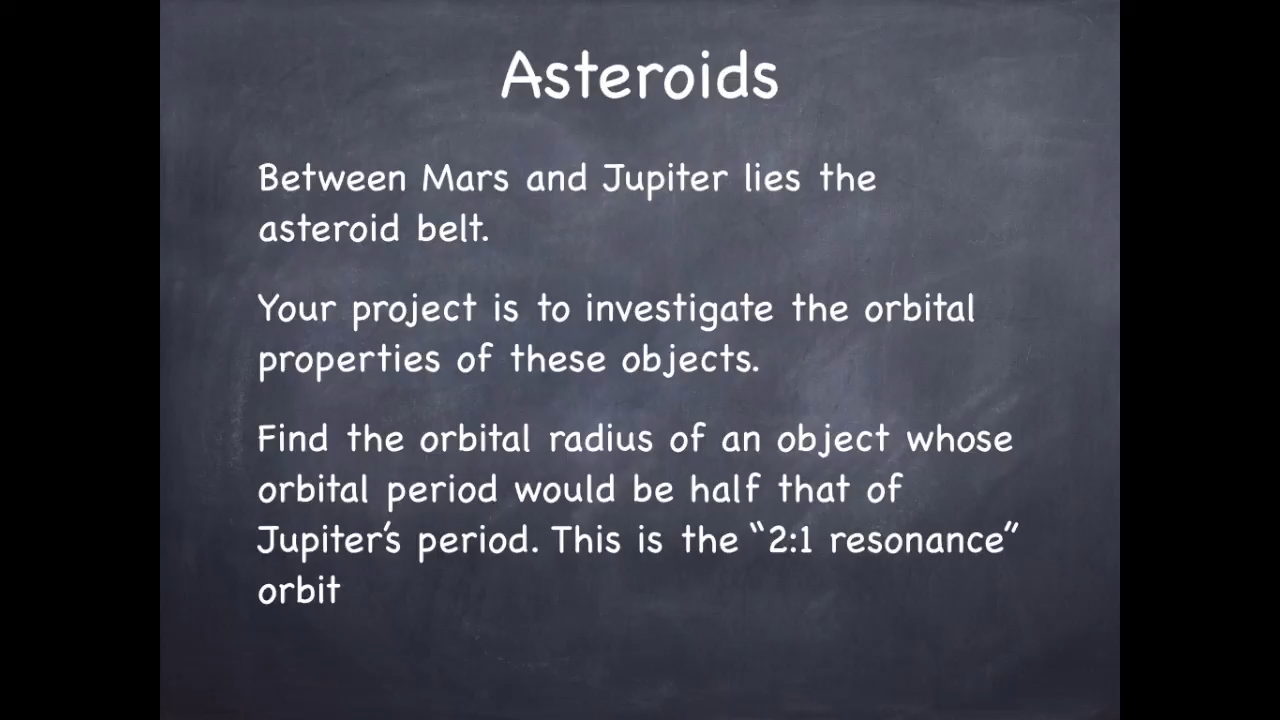 Asteroids
Between Mars and Jupiter lies the
asteroid belt.
Your project is to investigate the orbital
properties of these objects.
Find the orbital radius of an object whose
orbital period would be half that of
Jupiter’s period. This is the “2:1 resonance”
orbit